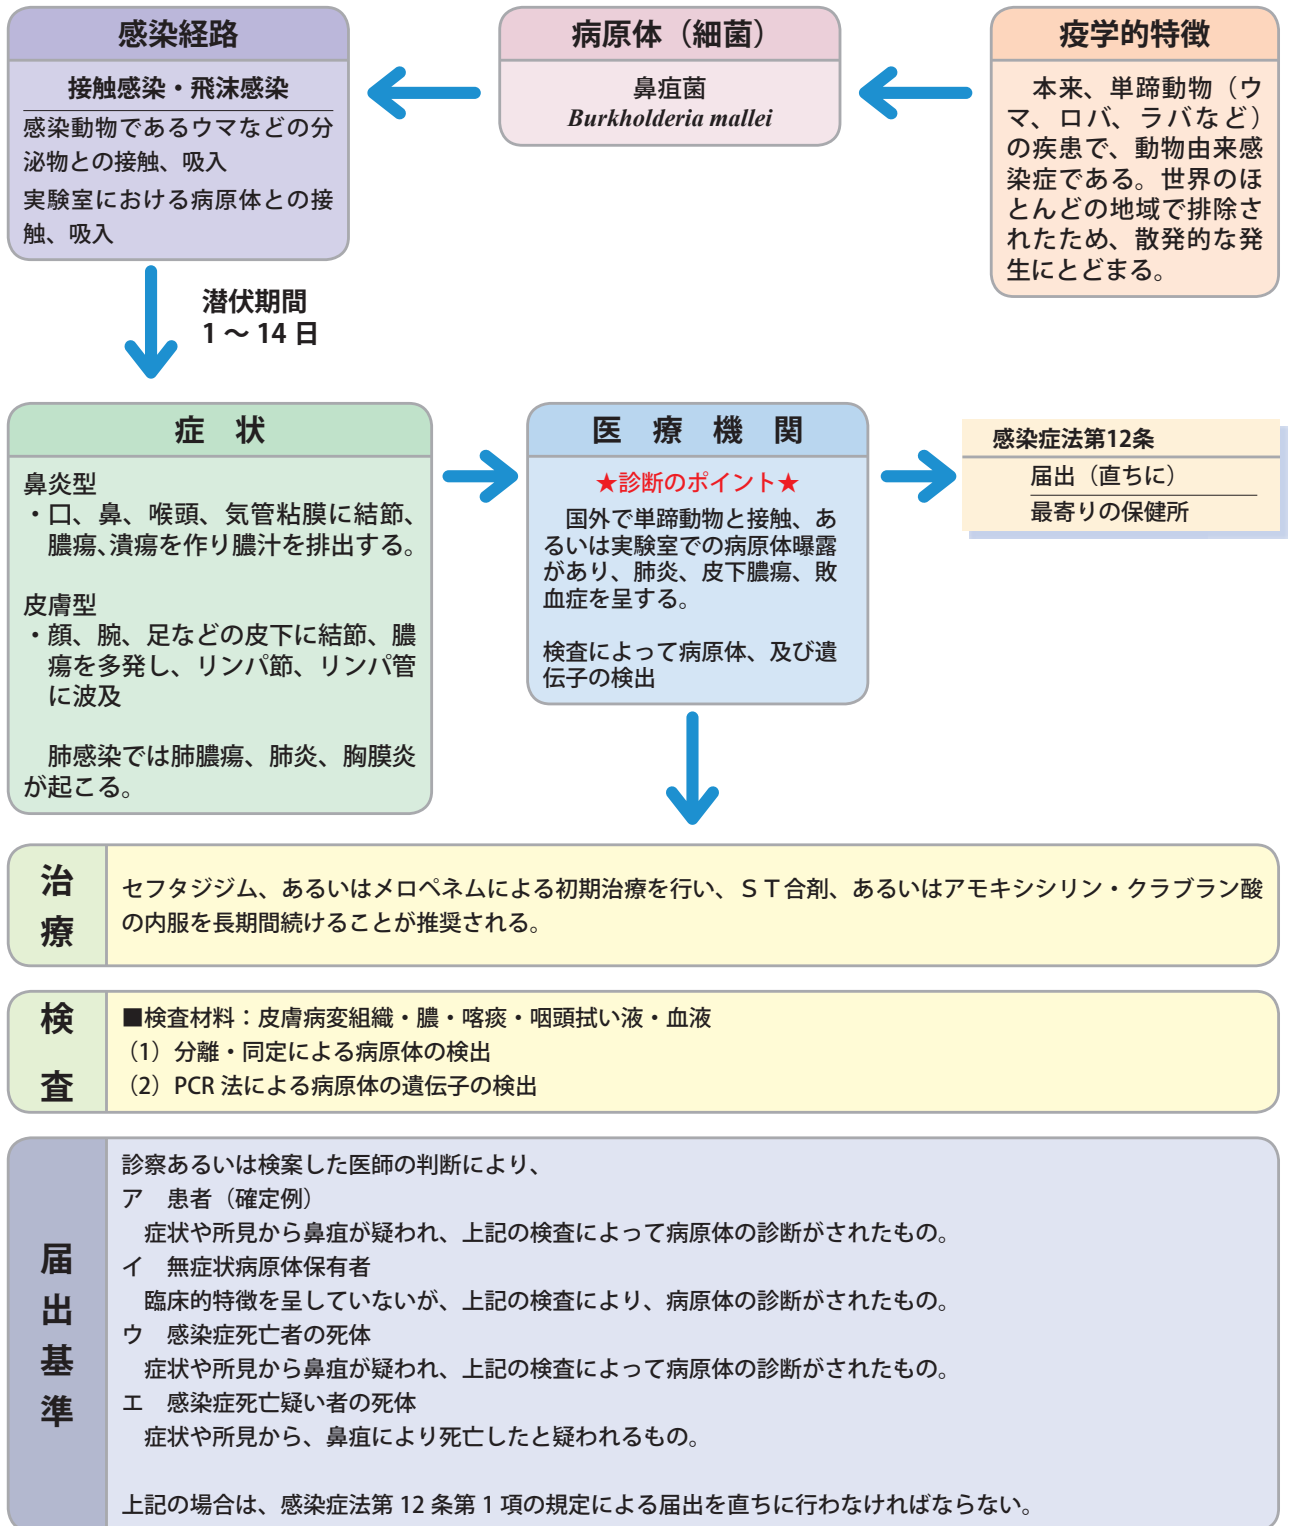 感染経路
接触感染・飛沫感染
感染動物であるウマなどの分
泌物との接触、吸入
実験室における病原体との接
触、吸入
病原体（細菌）
鼻疽菌
Burkholderia mallei
疫学的特徴
本来、単蹄動物（ウ
マ、ロバ、ラバなど）
の疾患で、動物由来感
染症である。世界のほ
とんどの地域で排除さ
れたため、散発的な発
生にとどまる。
潜伏期間
1 〜 14 日
症　状
鼻炎型
・口、鼻、喉頭、気管粘膜に結節、
膿瘍、潰瘍を作り膿汁を排出する。
皮膚型
・顔、腕、足などの皮下に結節、膿
瘍を多発し、リンパ節、リンパ管
に波及
肺感染では肺膿瘍、肺炎、胸膜炎
が起こる。
医　療　機　関
★診断のポイント★
国外で単蹄動物と接触、あ
るいは実験室での病原体曝露
があり、肺炎、皮下膿瘍、敗
血症を呈する。
検査によって病原体、及び遺
伝子の検出
感染症法第12条
届出（直ちに）
最寄りの保健所
治療
セフタジジム、あるいはメロペネムによる初期治療を行い、ＳＴ合剤、あるいはアモキシシリン・クラブラン酸
の内服を長期間続けることが推奨される。
検査
■検査材料：皮膚病変組織・膿・喀痰・咽頭拭い液・血液
（1）分離・同定による病原体の検出
（2）PCR 法による病原体の遺伝子の検出
届出基準
診察あるいは検案した医師の判断により、
ア　患者（確定例）
症状や所見から鼻疽が疑われ、上記の検査によって病原体の診断がされたもの。
イ　無症状病原体保有者
臨床的特徴を呈していないが、上記の検査により、病原体の診断がされたもの。
ウ　感染症死亡者の死体
症状や所見から鼻疽が疑われ、上記の検査によって病原体の診断がされたもの。
エ　感染症死亡疑い者の死体
症状や所見から、鼻疽により死亡したと疑われるもの。
上記の場合は、感染症法第 12 条第 1 項の規定による届出を直ちに行わなければならない。